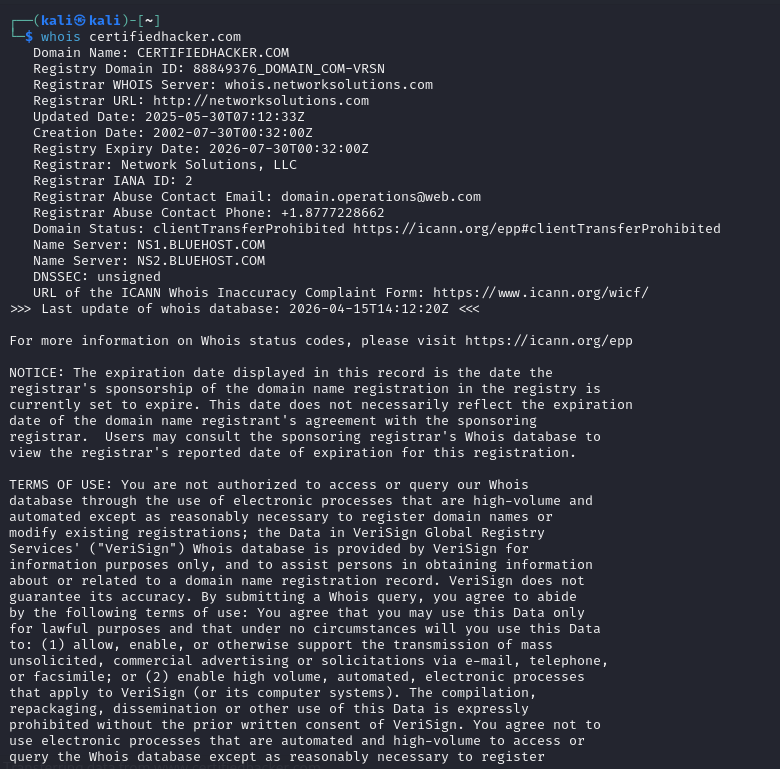 ┌──(kali㉿kali)-[~]
└─$ whois certifiedhacker.com
   Domain Name: CERTIFIEDHACKER.COM
   Registry Domain ID: 88849376_DOMAIN_COM-VRSN
   Registrar WHOIS Server: whois.networksolutions.com
   Registrar URL: http://networksolutions.com
   Updated Date: 2025-05-30T07:12:33Z
   Creation Date: 2002-07-30T00:32:00Z
   Registry Expiry Date: 2026-07-30T00:32:00Z
   Registrar: Network Solutions, LLC
   Registrar IANA ID: 2
   Registrar Abuse Contact Email: domain.operations@web.com
   Registrar Abuse Contact Phone: +1.8777228662
   Domain Status: clientTransferProhibited https://icann.org/epp#clientTransferProhibited
   Name Server: NS1.BLUEHOST.COM
   Name Server: NS2.BLUEHOST.COM
   DNSSEC: unsigned
   URL of the ICANN Whois Inaccuracy Complaint Form: https://www.icann.org/wicf/
>>> Last update of whois database: 2026-04-15T14:12:20Z <<<

For more information on Whois status codes, please visit https://icann.org/epp

NOTICE: The expiration date displayed in this record is the date the
registrar's sponsorship of the domain name registration in the registry is
currently set to expire. This date does not necessarily reflect the expiration
date of the domain name registrant's agreement with the sponsoring
registrar.  Users may consult the sponsoring registrar's Whois database to
view the registrar's reported date of expiration for this registration.

TERMS OF USE: You are not authorized to access or query our Whois
database through the use of electronic processes that are high-volume and
automated except as reasonably necessary to register domain names or
modify existing registrations; the Data in VeriSign Global Registry
Services' ("VeriSign") Whois database is provided by VeriSign for
information purposes only, and to assist persons in obtaining information
about or related to a domain name registration record. VeriSign does not
guarantee its accuracy. By submitting a Whois query, you agree to abide
by the following terms of use: You agree that you may use this Data only
for lawful purposes and that under no circumstances will you use this Data
to: (1) allow, enable, or otherwise support the transmission of mass
unsolicited, commercial advertising or solicitations via e-mail, telephone,
or facsimile; or (2) enable high volume, automated, electronic processes
that apply to VeriSign (or its computer systems). The compilation,
repackaging, dissemination or other use of this Data is expressly
prohibited without the prior written consent of VeriSign. You agree not to
use electronic processes that are automated and high-volume to access or
query the Whois database except as reasonably necessary to register